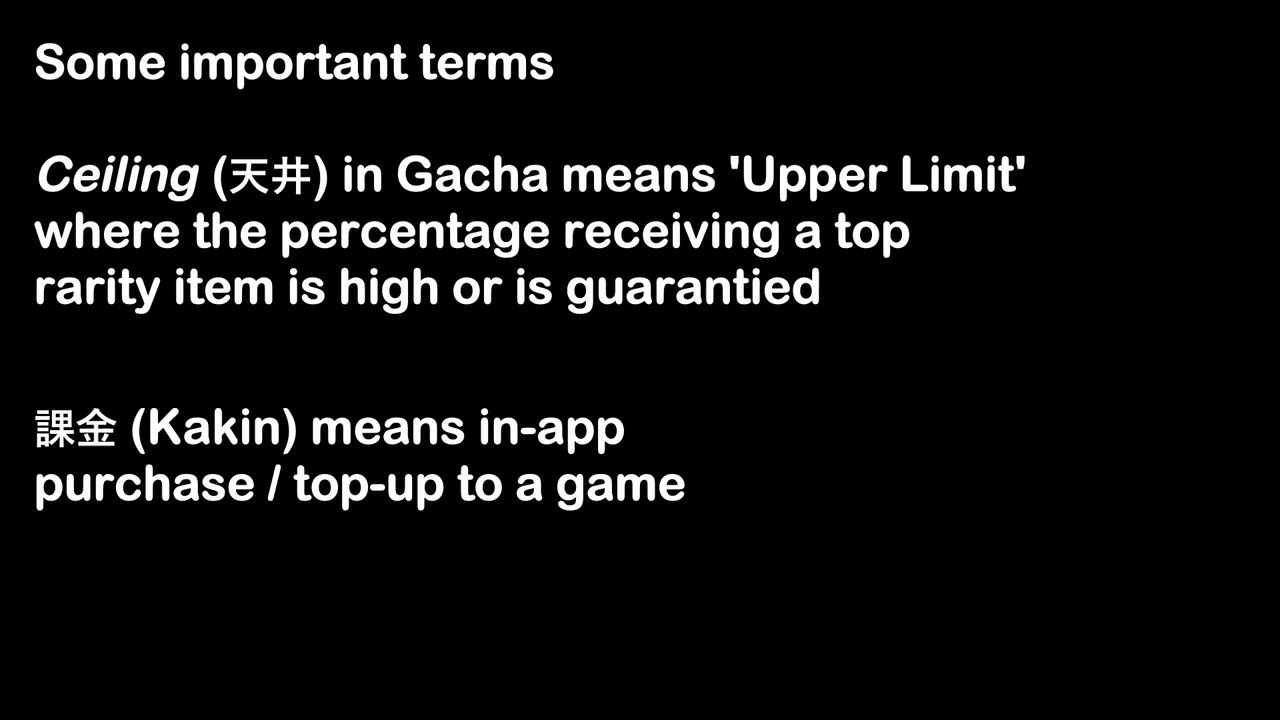 Some important terms
Ceiling (天井) in Gacha means 'Upper Limit'
where the percentage receiving a top
rarity item is high or is guarantied
課金 (Kakin) means in-app
purchase / top-up to a game